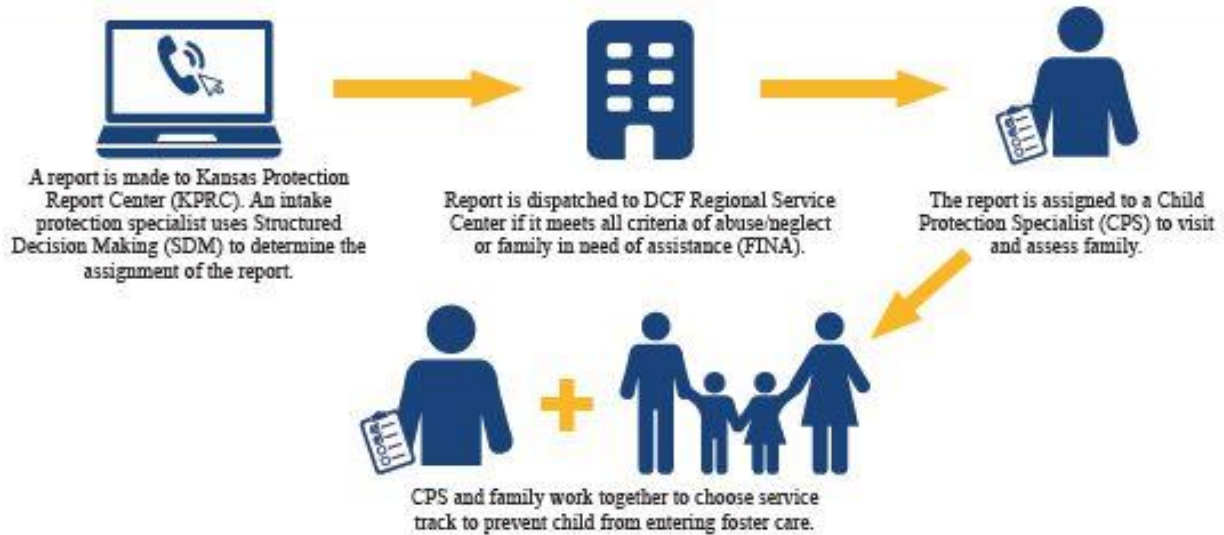 A report is made to Kansas Protection
Report Center (KPRC). An intake
protection specialist uses Structured
Decision Making (SDM) to determine the
assignment of the report.
Report is dispatched to DCF Regional Service
Center if it meets all criteria of abuse/neglect
or family in need of assistance (FINA).
The report is assigned to a Child
Protection Specialist (CPS) to visit
and assess family.
CPS and family work together to choose service
track to prevent child from entering foster care.